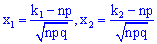 x₁ = (k₁ − np)/√(npq), x₂ = (k₂ − np)/√(npq)